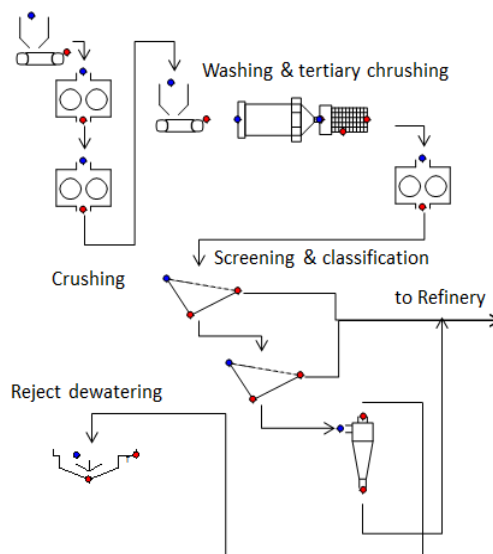 Washing & tertiary chrushing
Screening & classification
Crushing
to Refinery
Reject dewatering